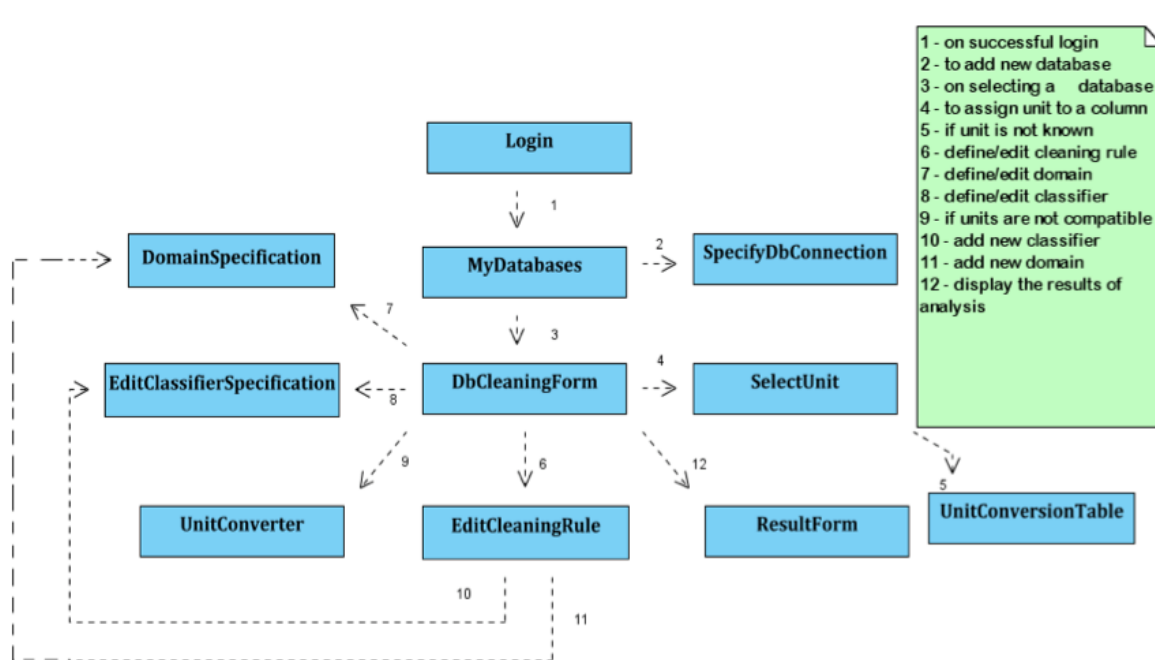 1 - on successful login
2 - to add new database
3 - on selecting a database
4 - to assign unit to a column
5 - if unit is not known
6 - define/edit cleaning rule
7 - define/edit domain
8 - define/edit classifier
9 - if units are not compatible
10 - add new classifier
11 - add new domain
12 - display the results of
analysis
Login
1
DomainSpecification
MyDatabases
2
SpecifyDbConnection
7
3
EditClassifierSpecification
8
DbCleaningForm
4
SelectUnit
9
6
12
5
UnitConverter
EditCleaningRule
ResultForm
UnitConversionTable
10
11